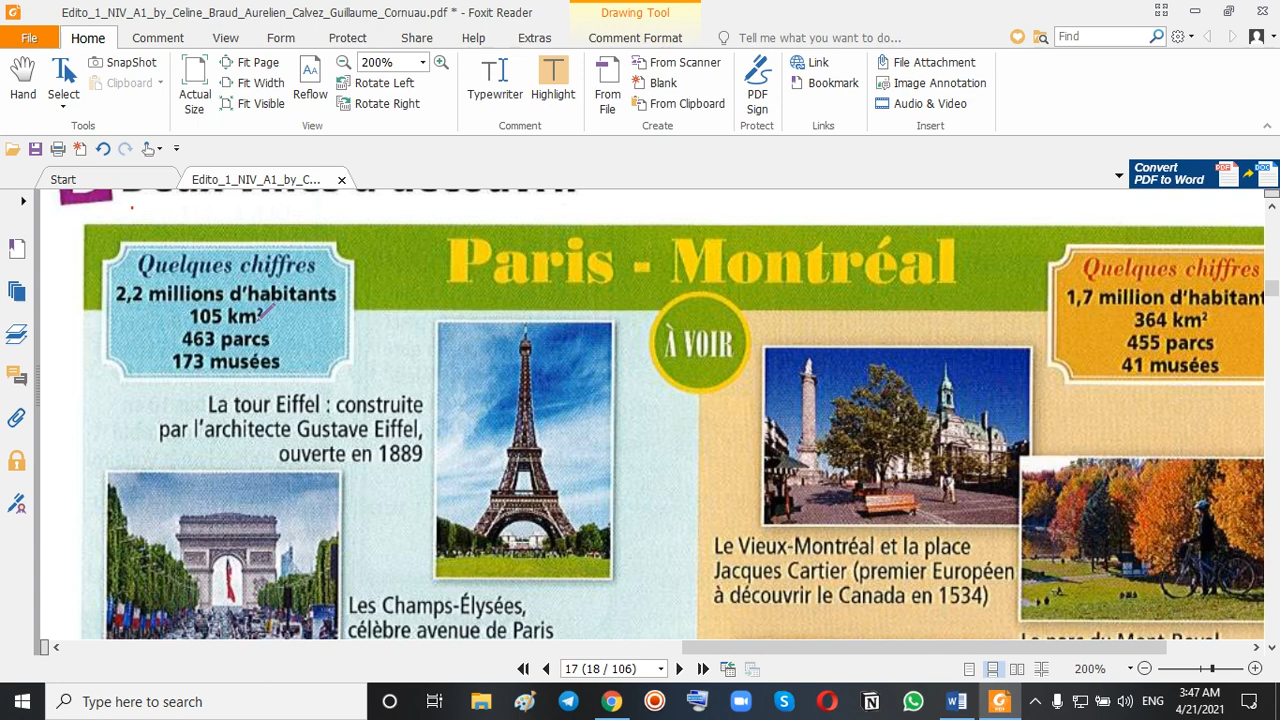 Edito_1_NIV_A1_by_Celine_Braud_Aurelien_Calvez_Guillaume_Cornuau.pdf * - Foxit Reader
Drawing Tool
File
Home
Comment
View
Form
Protect
Share
Help
Extras
Comment Format
Tell me what you want to do...
Find
Hand
Select
SnapShot
Clipboard
Tools
Actual
Size
Fit Page
Fit Width
Fit Visible
Reflow
200%
Rotate Left
Rotate Right
View
Typewriter
Highlight
Comment
From
File
From Scanner
Blank
From Clipboard
Create
PDF
Sign
Protect
Link
Bookmark
Links
File Attachment
Image Annotation
Audio & Video
Insert
Start
Edito_1_NIV_A1_by_C...
Convert
PDF to Word
Quelques chiffres
2,2 millions d'habitants
105 km²
463 parcs
173 musées
Paris - Montréal
À VOIR
Quelques chiffres
1,7 million d'habitant
364 km²
455 parcs
41 musées
La tour Eiffel : construite
par l'architecte Gustave Eiffel,
ouverte en 1889
Les Champs-Élysées,
célèbre avenue de Paris
Le Vieux-Montréal et la place
Jacques Cartier (premier Européen
à découvrir le Canada en 1534)
17 (18 / 106)
200%
Type here to search
ENG
3:47 AM
4/21/2021